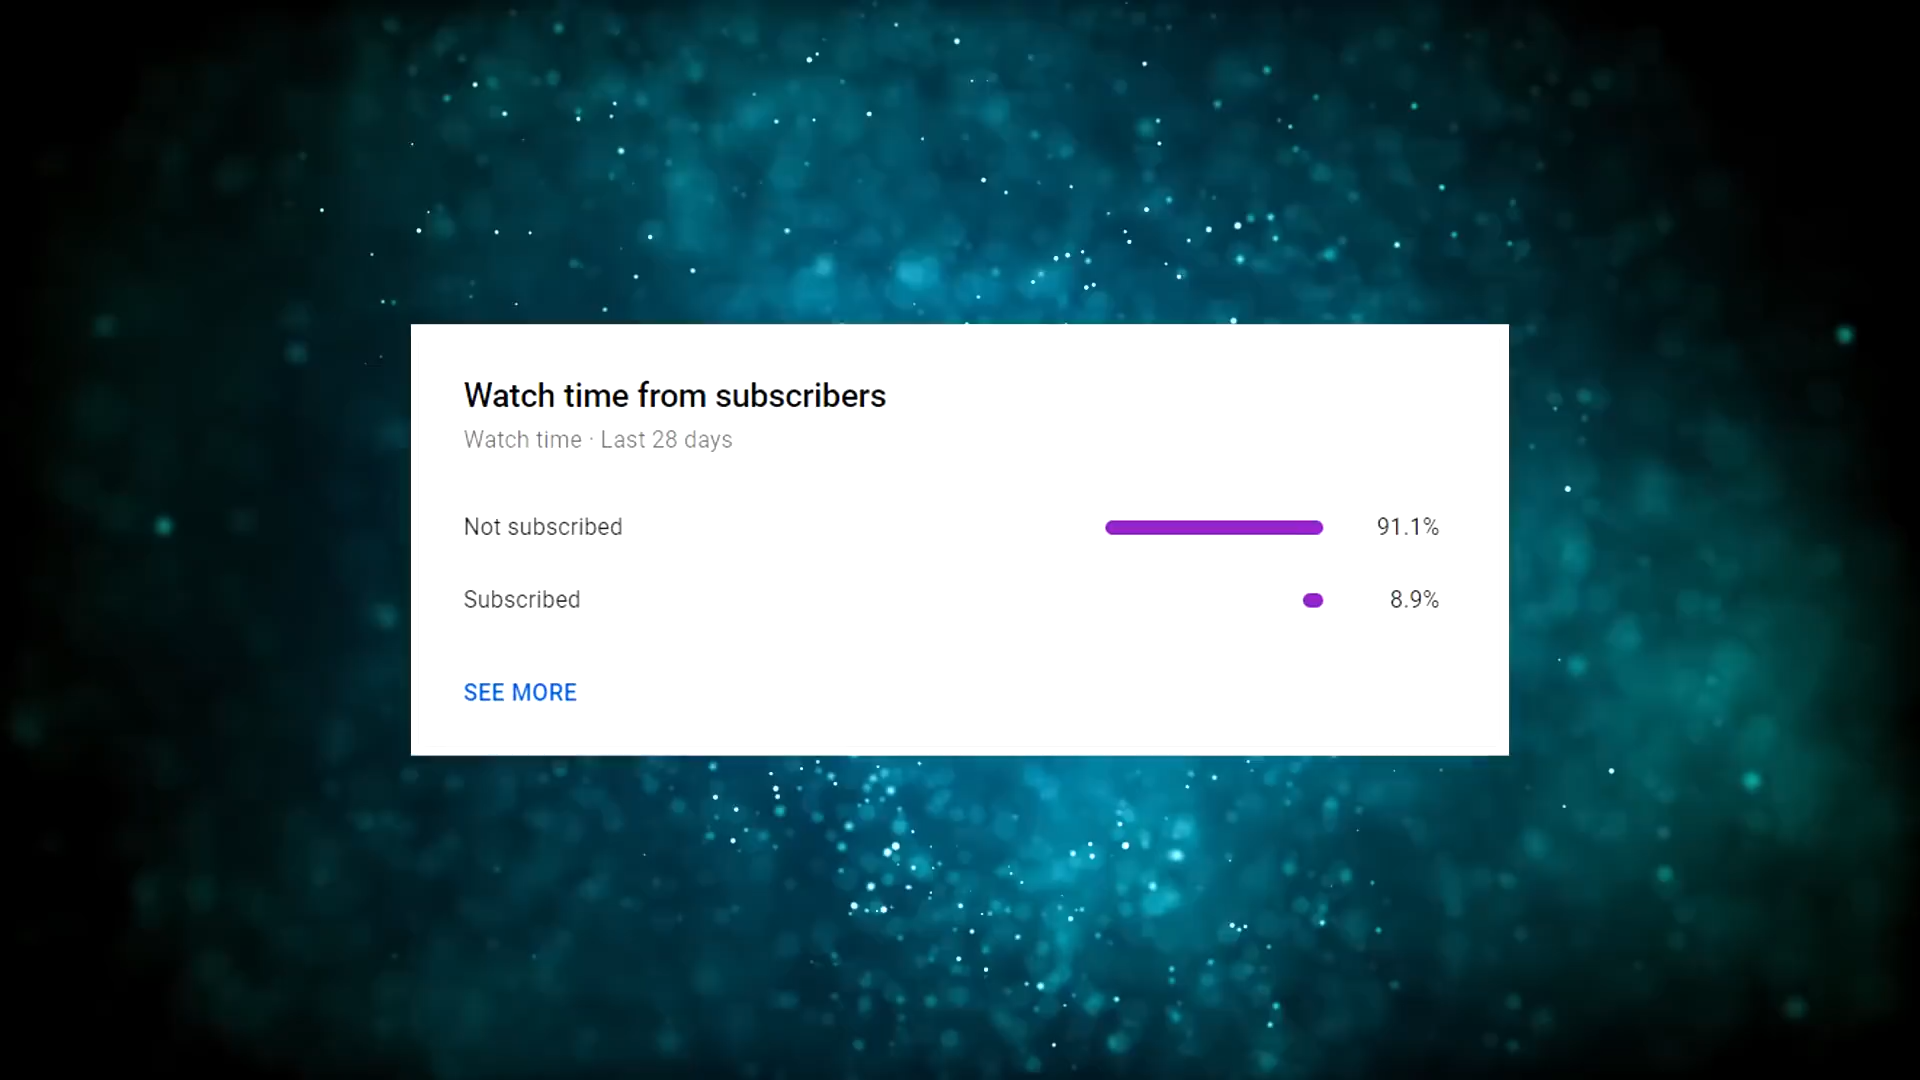 Watch time from subscribers
Watch time · Last 28 days
Not subscribed 91.1%
Subscribed 8.9%
SEE MORE